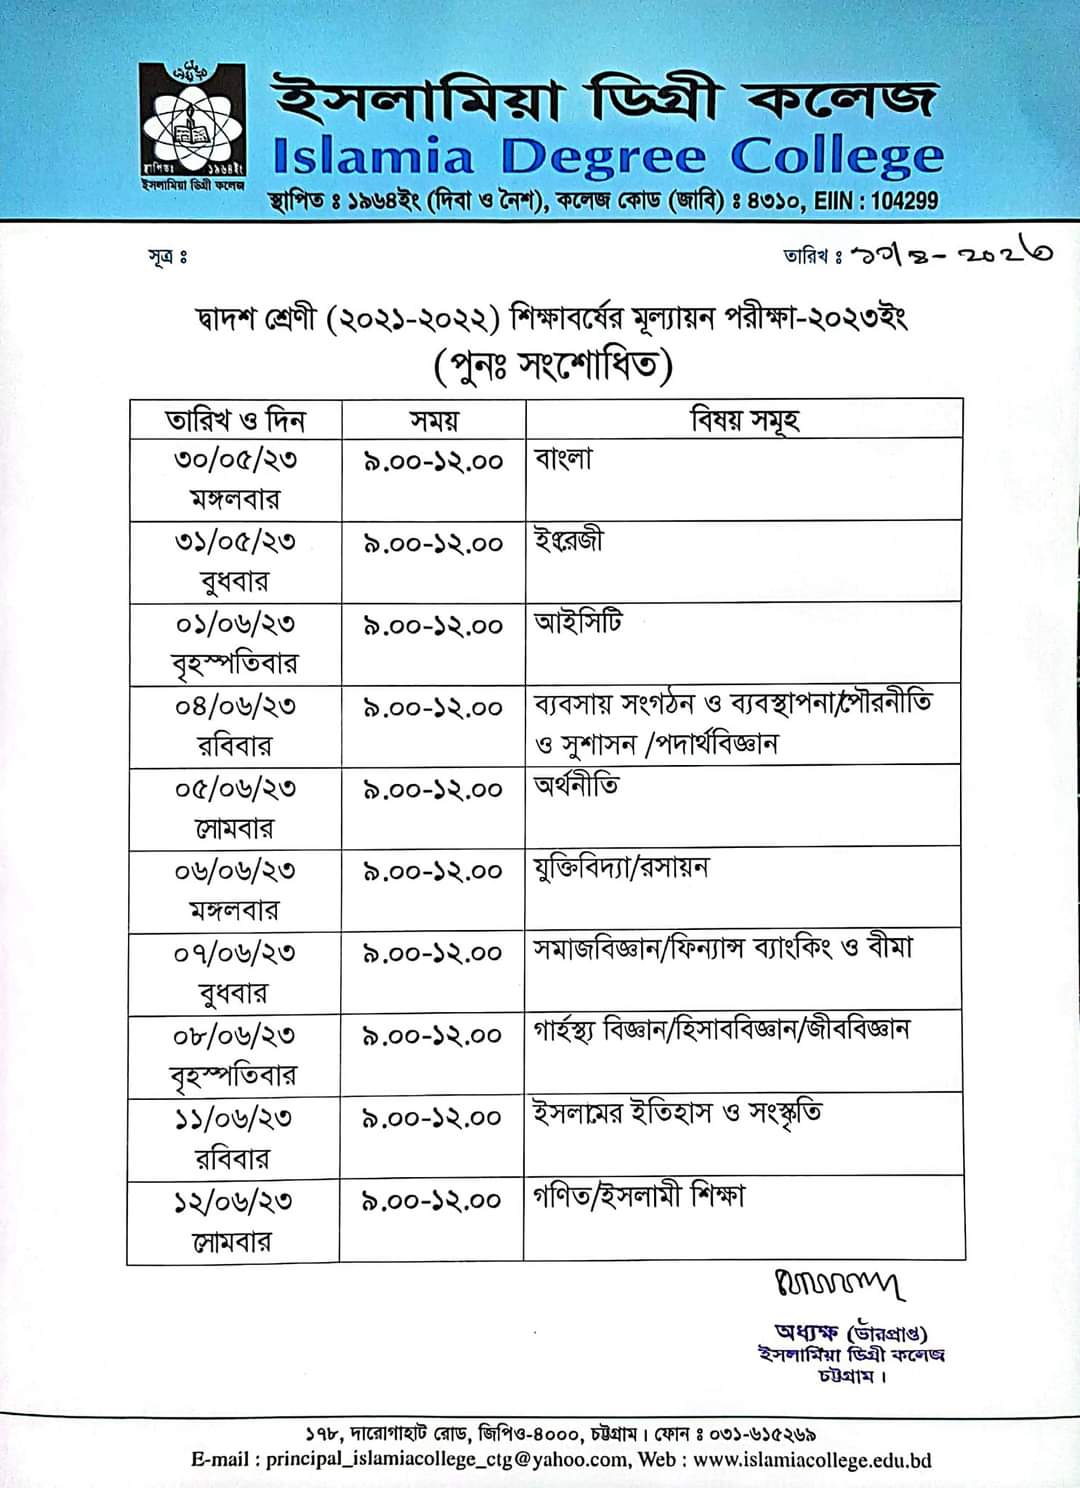 স্থাপিতঃ ১৯৬৪ইং
ইসলামিয়া ডিগ্রী কলেজ
ইসলামিয়া ডিগ্রী কলেজ
Islamia Degree College
স্থাপিত ঃ ১৯৬৪ইং (দিবা ও নৈশ), কলেজ কোড (জাবি) ঃ ৪৩১০, EIIN : 104299
সূত্র ঃ
তারিখ ঃ
দ্বাদশ শ্রেণী (২০২১-২০২২) শিক্ষাবর্ষের মূল্যায়ন পরীক্ষা-২০২৩ইং
(পুনঃ সংশোধিত)
তারিখ ও দিন সময় বিষয় সমূহ
৩০/০৫/২৩ ৯.০০-১২.০০ বাংলা
মঙ্গলবার
৩১/০৫/২৩ ৯.০০-১২.০০ ইংরেজী
বুধবার
০১/০৬/২৩ ৯.০০-১২.০০ আইসিটি
বৃহস্পতিবার
০৪/০৬/২৩ ৯.০০-১২.০০ ব্যবসায় সংগঠন ও ব্যবস্থাপনা/পৌরনীতি
রবিবার ও সুশাসন /পদার্থবিজ্ঞান
০৫/০৬/২৩ ৯.০০-১২.০০ অর্থনীতি
সোমবার
০৬/০৬/২৩ ৯.০০-১২.০০ যুক্তিবিদ্যা/রসায়ন
মঙ্গলবার
০৭/০৬/২৩ ৯.০০-১২.০০ সমাজবিজ্ঞান/ফিন্যান্স ব্যাংকিং ও বীমা
বুধবার
০৮/০৬/২৩ ৯.০০-১২.০০ গার্হস্থ্য বিজ্ঞান/হিসাববিজ্ঞান/জীববিজ্ঞান
বৃহস্পতিবার
১১/০৬/২৩ ৯.০০-১২.০০ ইসলামের ইতিহাস ও সংস্কৃতি
রবিবার
১২/০৬/২৩ ৯.০০-১২.০০ গণিত/ইসলামী শিক্ষা
সোমবার
অধ্যক্ষ (ভারপ্রাপ্ত)
ইসলামিয়া ডিগ্রী কলেজ
চট্টগ্রাম।
১৭৮, দারোগাহাট রোড, জিপিও-৪০০০, চট্টগ্রাম। ফোন ঃ ০৩১-৬১৫২৬৯
E-mail : principal_islamiacollege_ctg@yahoo.com, Web : www.islamiacollege.edu.bd